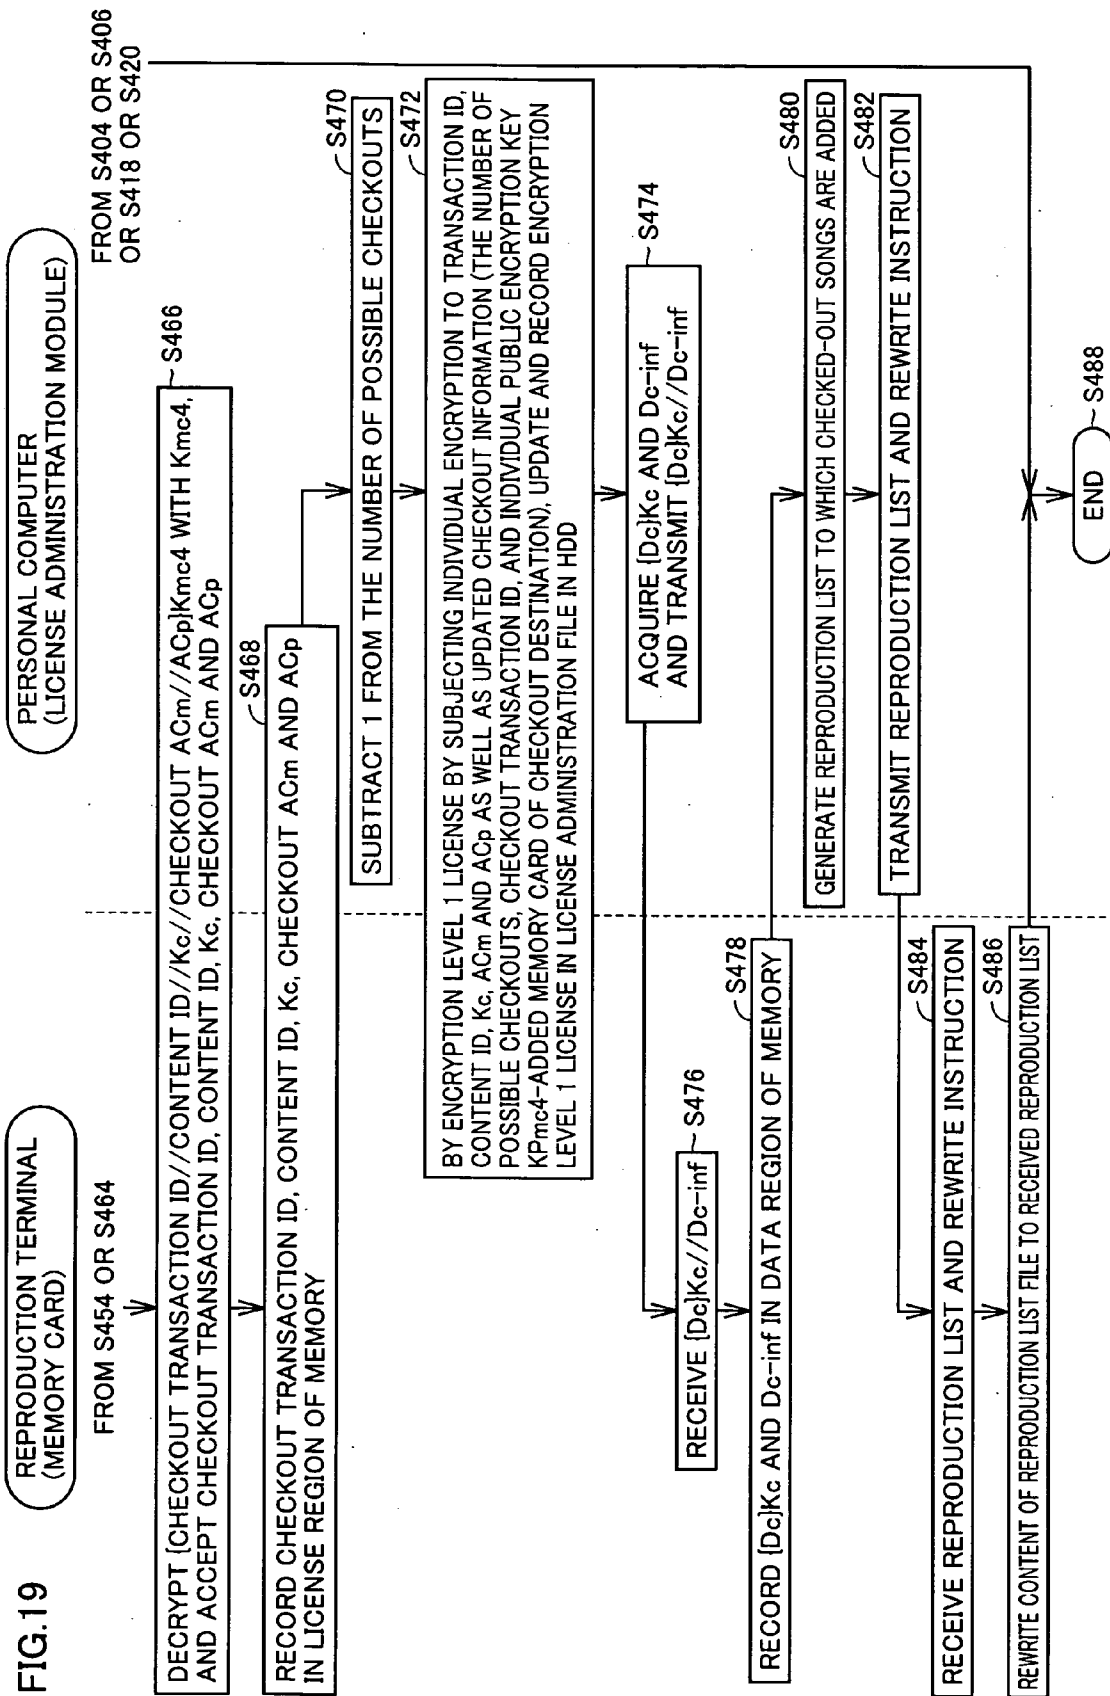 FIG.19
REPRODUCTION TERMINAL
(MEMORY CARD)
PERSONAL COMPUTER
(LICENSE ADMINISTRATION MODULE)
FROM S454 OR S464
FROM S404 OR S406
OR S418 OR S420
S466
DECRYPT {CHECKOUT TRANSACTION ID//CONTENT ID//Kc//CHECKOUT ACm//ACp}Kmc4 WITH Kmc4,
AND ACCEPT CHECKOUT TRANSACTION ID, CONTENT ID, Kc, CHECKOUT ACm AND ACp
S468
RECORD CHECKOUT TRANSACTION ID, CONTENT ID, Kc, CHECKOUT ACm AND ACp
IN LICENSE REGION OF MEMORY
S470
SUBTRACT 1 FROM THE NUMBER OF POSSIBLE CHECKOUTS
S472
BY ENCRYPTION LEVEL 1 LICENSE BY SUBJECTING INDIVIDUAL ENCRYPTION TO TRANSACTION ID,
CONTENT ID, Kc, ACm AND ACp AS WELL AS UPDATED CHECKOUT INFORMATION (THE NUMBER OF
POSSIBLE CHECKOUTS, CHECKOUT TRANSACTION ID, AND INDIVIDUAL PUBLIC ENCRYPTION KEY
KPmc4-ADDED MEMORY CARD OF CHECKOUT DESTINATION), UPDATE AND RECORD ENCRYPTION
LEVEL 1 LICENSE IN LICENSE ADMINISTRATION FILE IN HDD
S474
ACQUIRE {Dc}Kc AND Dc-inf
AND TRANSMIT {Dc}Kc//Dc-inf
S476
RECEIVE {Dc}Kc//Dc-inf
S478
RECORD {Dc}Kc AND Dc-inf IN DATA REGION OF MEMORY
S480
GENERATE REPRODUCTION LIST TO WHICH CHECKED-OUT SONGS ARE ADDED
S482
TRANSMIT REPRODUCTION LIST AND REWRITE INSTRUCTION
S484
RECEIVE REPRODUCTION LIST AND REWRITE INSTRUCTION
S486
REWRITE CONTENT OF REPRODUCTION LIST FILE TO RECEIVED REPRODUCTION LIST
S488
END